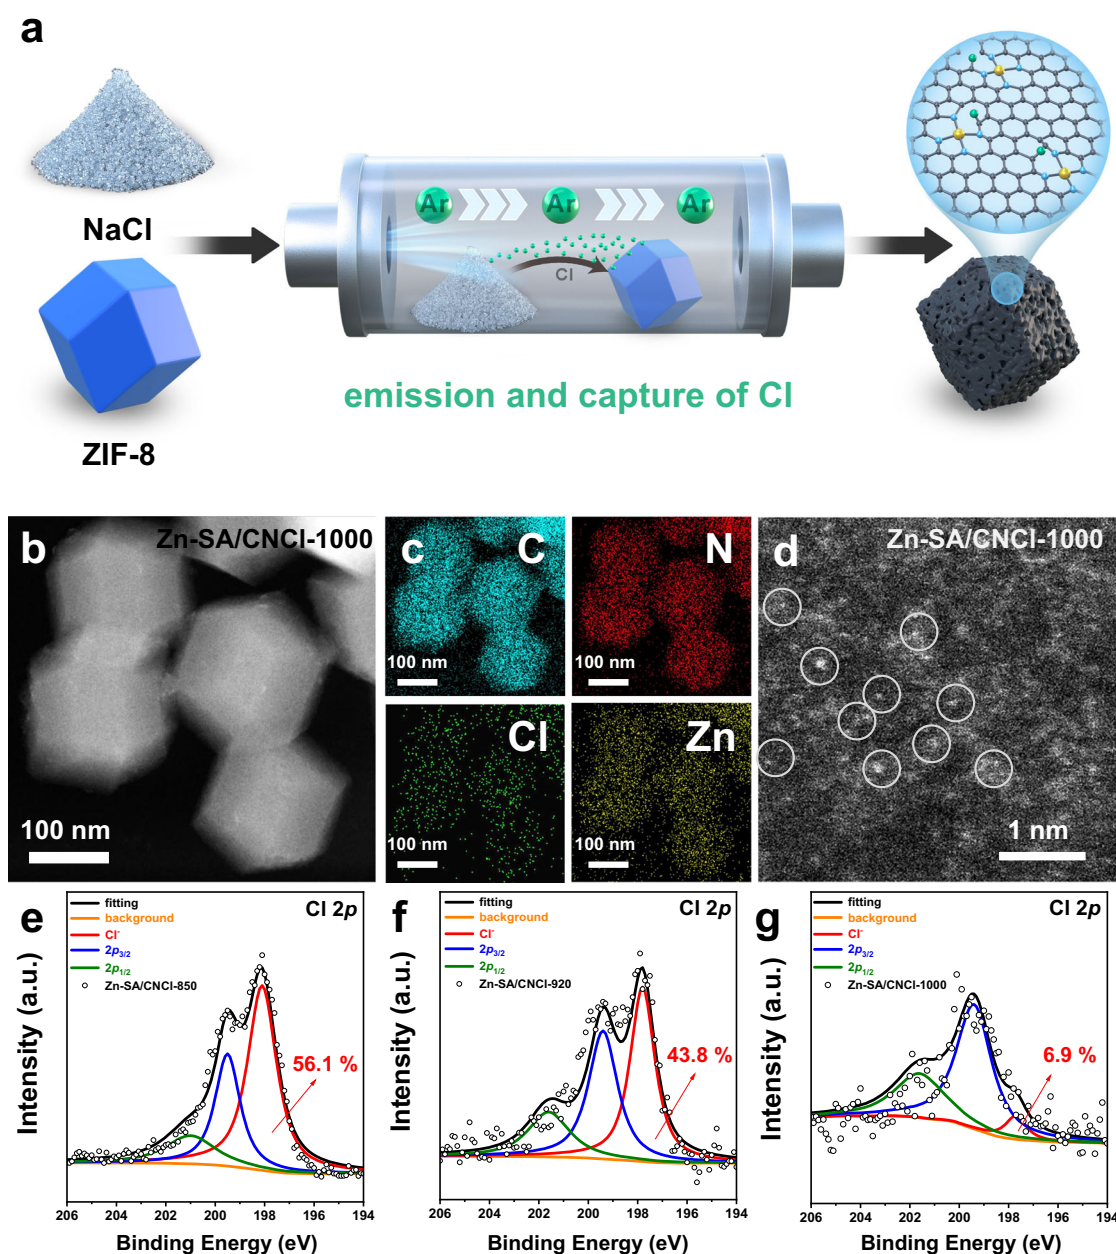 a
NaCl
ZIF-8
Ar Ar Ar
Cl
emission and capture of Cl
b
Zn-SA/CNCl-1000
100 nm
c
C
100 nm
N
100 nm
Cl
100 nm
Zn
100 nm
d
Zn-SA/CNCl-1000
1 nm
e
Cl 2p
fitting
background
Cl⁻
2p₃/₂
2p₁/₂
Zn-SA/CNCl-850
56.1 %
Intensity (a.u.)
206 204 202 200 198 196 194
Binding Energy (eV)
f
Cl 2p
fitting
background
Cl⁻
2p₃/₂
2p₁/₂
Zn-SA/CNCl-920
43.8 %
Intensity (a.u.)
206 204 202 200 198 196 194
Binding Energy (eV)
g
Cl 2p
fitting
background
Cl⁻
2p₃/₂
2p₁/₂
Zn-SA/CNCl-1000
6.9 %
Intensity (a.u.)
206 204 202 200 198 196 194
Binding Energy (eV)